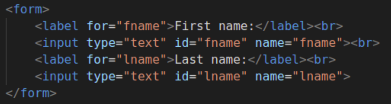 <form>
    <label for="fname">First name:</label><br>
    <input type="text" id="fname" name="fname"><br>
    <label for="lname">Last name:</label><br>
    <input type="text" id="lname" name="lname">
</form>